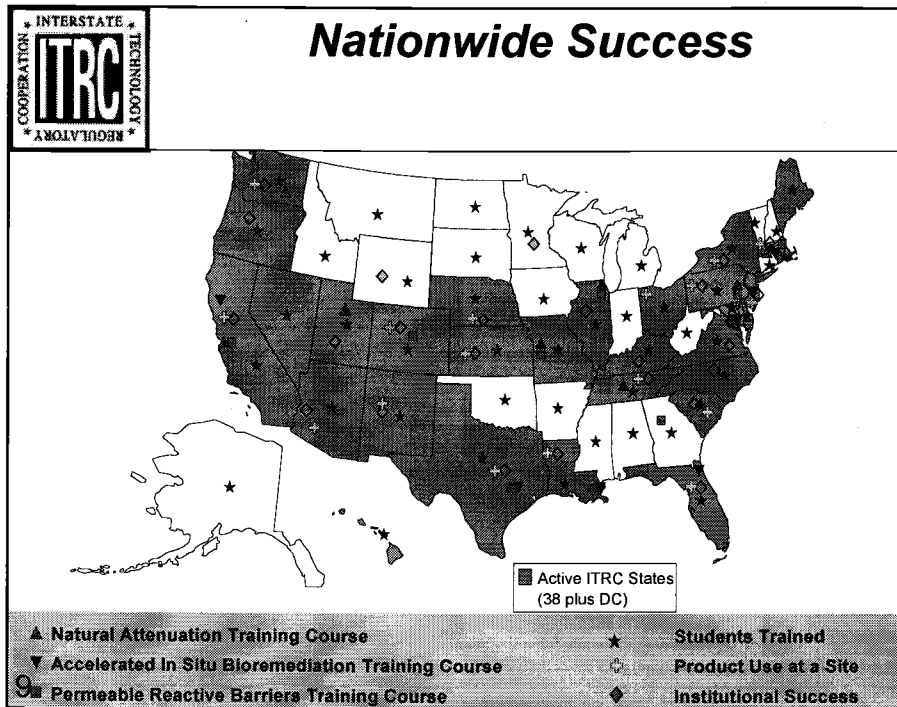 INTERSTATE
TECHNOLOGY
REGULATORY
COOPERATION
ITRC
Nationwide Success
Active ITRC States
(38 plus DC)
Natural Attenuation Training Course
Accelerated In Situ Bioremediation Training Course
Permeable Reactive Barriers Training Course
Students Trained
Product Use at a Site
Institutional Success
9